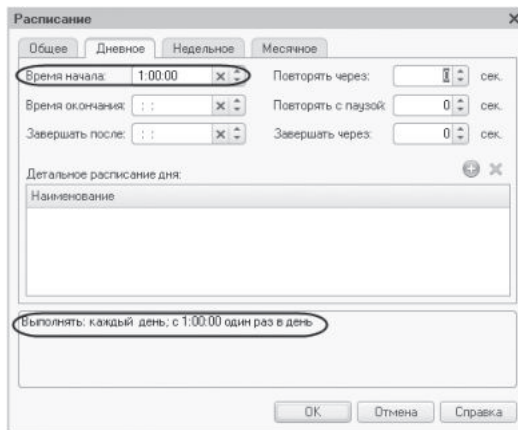 Расписание
Общее Дневное Недельное Месячное
Время начала: 1:00:00 Повторять через: 0 сек.
Время окончания: : : Повторять с паузой: 0 сек.
Завершать после: : : Завершать через: 0 сек.
Детальное расписание дня:
Наименование
Выполнять: каждый день; с 1:00:00 один раз в день
OK Отмена Справка